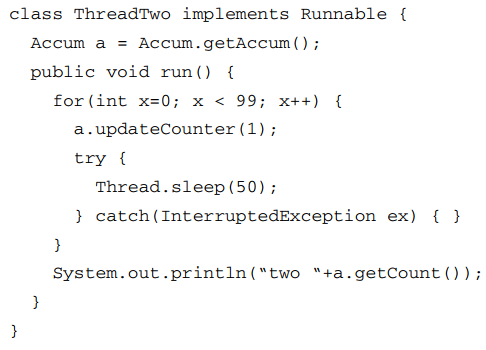 class ThreadTwo implements Runnable {
Accum a = Accum.getAccum();
public void run() {
for(int x=0; x < 99; x++) {
a.updateCounter(1);
try {
Thread.sleep(50);
} catch(InterruptedException ex) { }
}
System.out.println(“two “+a.getCount());
}
}